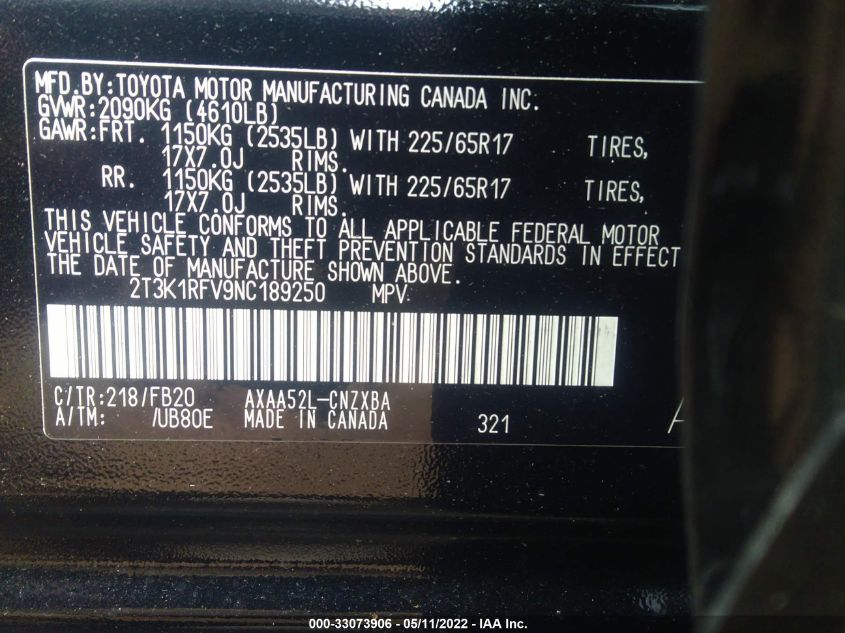 MFD.BY:TOYOTA MOTOR MANUFACTURING CANADA INC.
GVWR:2090KG (4610LB)
GAWR:FRT. 1150KG (2535LB) WITH 225/65R17 TIRES,
17X7.0J RIMS.
RR. 1150KG (2535LB) WITH 225/65R17 TIRES,
17X7.0J RIMS.
THIS VEHICLE CONFORMS TO ALL APPLICABLE FEDERAL MOTOR
VEHICLE SAFETY AND THEFT PREVENTION STANDARDS IN EFFECT
THE DATE OF MANUFACTURE SHOWN ABOVE.
2T3K1RFV9NC189250 MPV
C/TR:218/FB20 AXAA52L-CNZXBA
A/TM: /UB80E MADE IN CANADA 321 A
000-33073906 - 05/11/2022 - IAA Inc.